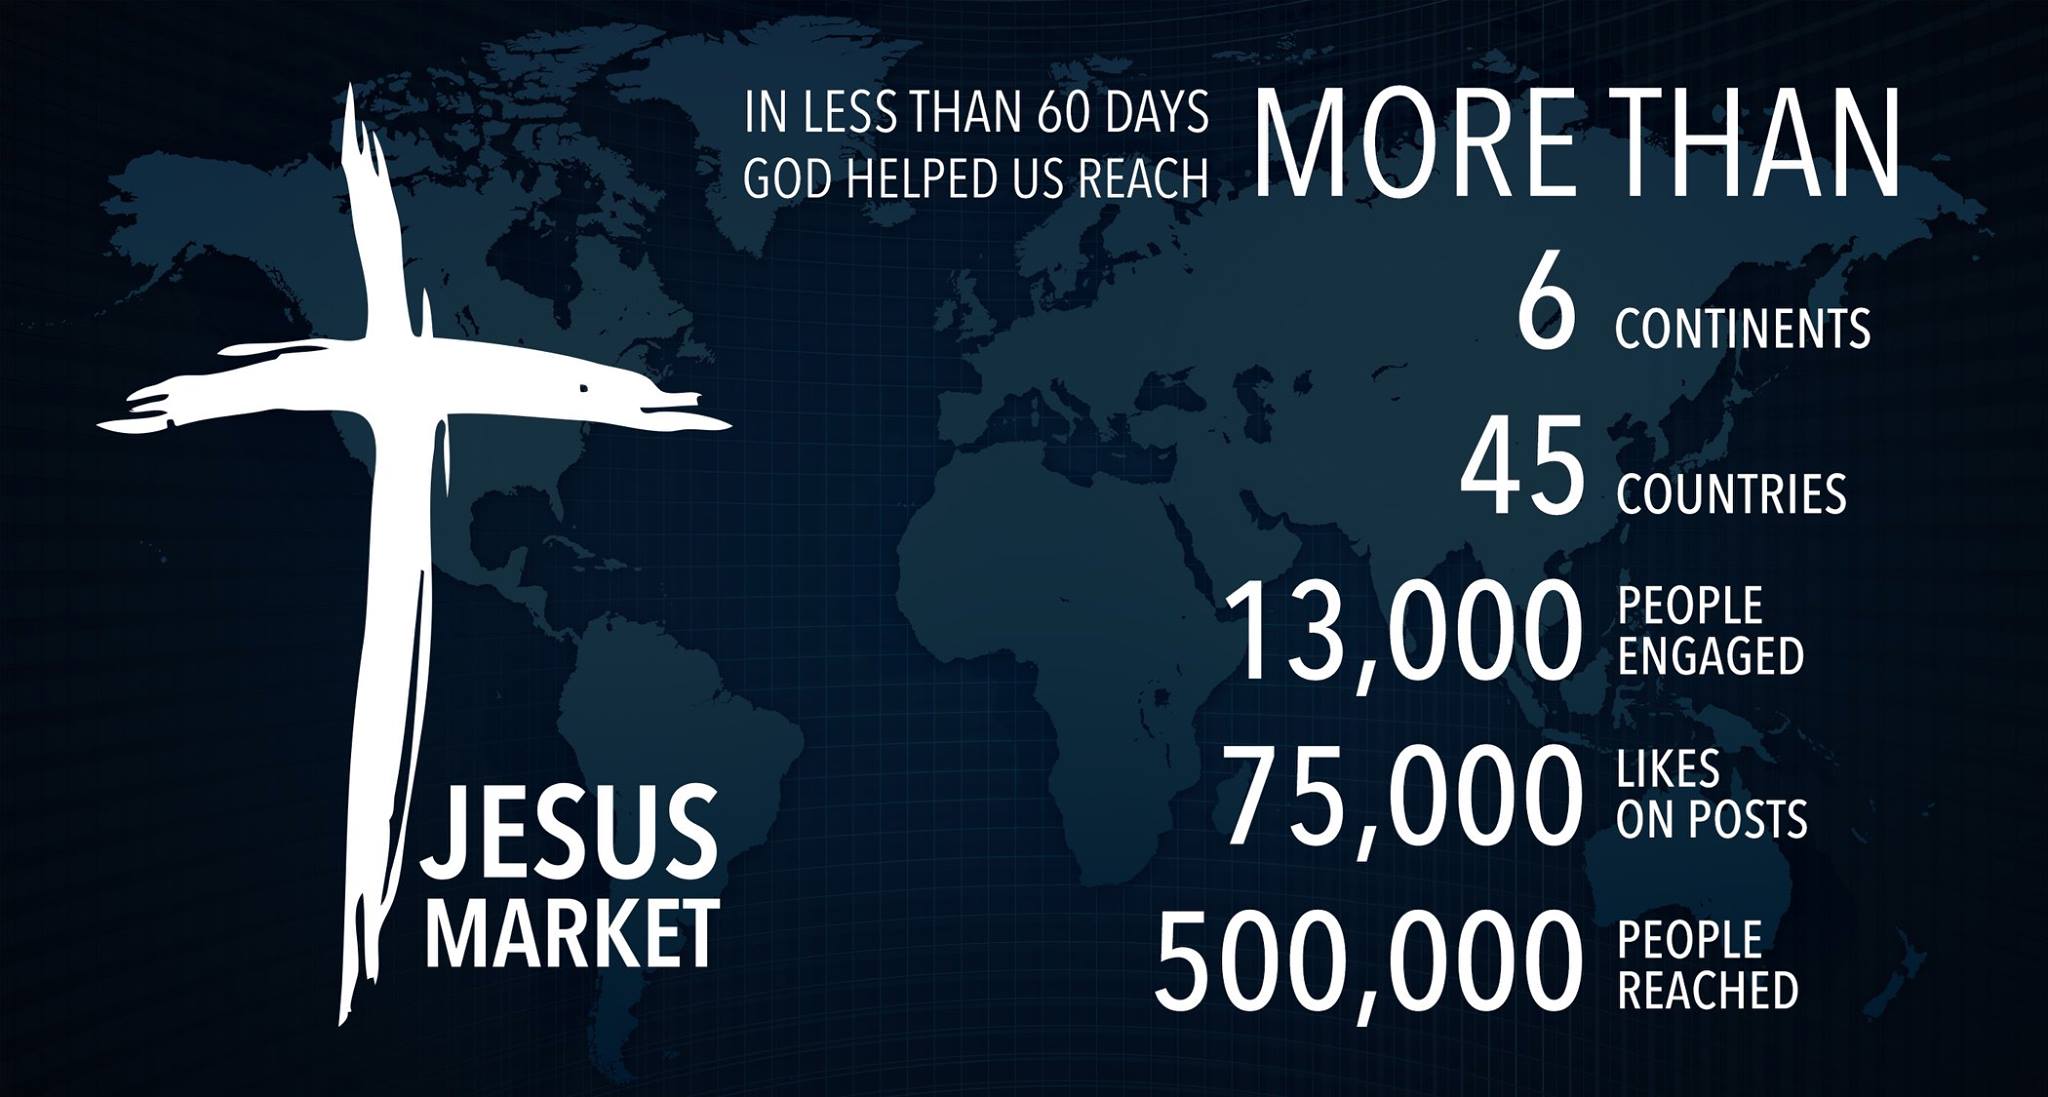 IN LESS THAN 60 DAYS
GOD HELPED US REACH
MORE THAN
6 CONTINENTS
45 COUNTRIES
13,000 PEOPLE
ENGAGED
75,000 LIKES
ON POSTS
500,000 PEOPLE
REACHED
JESUS
MARKET